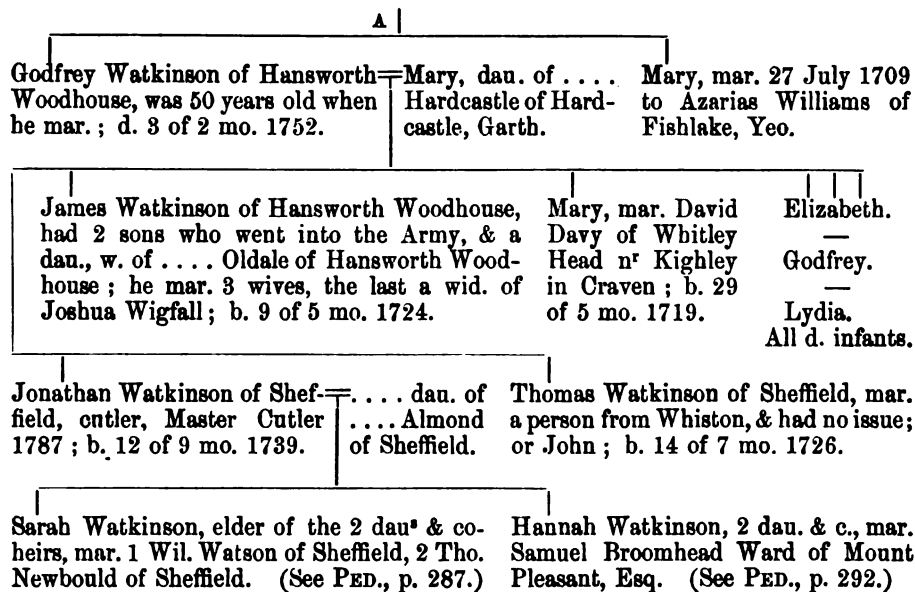 A
Godfrey Watkinson of Hansworth
Woodhouse, was 50 years old when
he mar. ; d. 3 of 2 mo. 1752.
Mary, dau. of . . . .
Hardcastle of Hard-
castle, Garth.
Mary, mar. 27 July 1709
to Azarias Williams of
Fishlake, Yeo.
James Watkinson of Hansworth Woodhouse,
had 2 sons who went into the Army, & a
dau., w. of . . . . Oldale of Hansworth Wood-
house ; he mar. 3 wives, the last a wid. of
Joshua Wigfall ; b. 9 of 5 mo. 1724.
Mary, mar. David
Davy of Whitley
Head nr Kighley
in Craven ; b. 29
of 5 mo. 1719.
Elizabeth.
—
Godfrey.
—
Lydia.
All d. infants.
Jonathan Watkinson of Shef-
field, cutler, Master Cutler
1787 ; b. 12 of 9 mo. 1739.
. . . . dau. of
. . . . Almond
of Sheffield.
Thomas Watkinson of Sheffield, mar.
a person from Whiston, & had no issue ;
or John ; b. 14 of 7 mo. 1726.
Sarah Watkinson, elder of the 2 daus & co-
heirs, mar. 1 Wil. Watson of Sheffield, 2 Tho.
Newbould of Sheffield. (See PED., p. 287.)
Hannah Watkinson, 2 dau. & c., mar.
Samuel Broomhead Ward of Mount
Pleasant, Esq. (See PED., p. 292.)